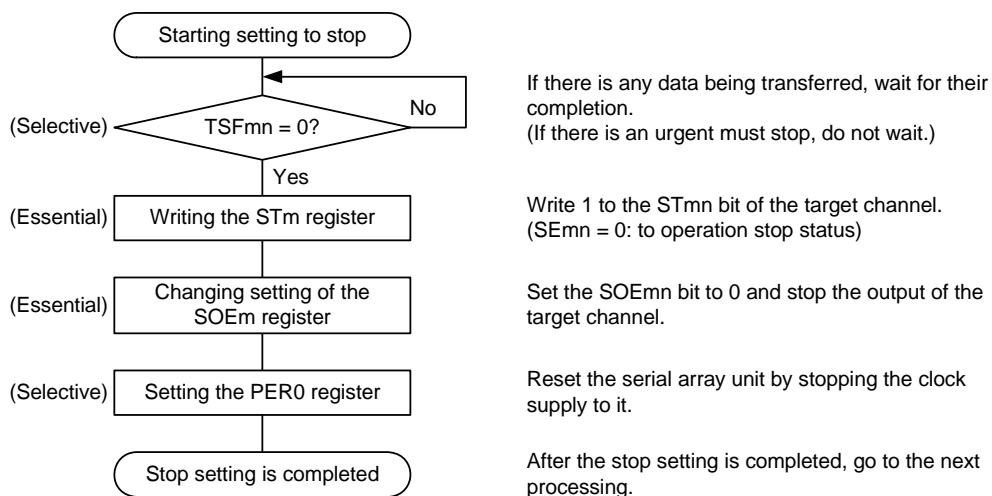 Starting setting to stop
No
If there is any data being transferred, wait for their
completion.
(If there is an urgent must stop, do not wait.)
(Selective)
TSFmn = 0?
Yes
(Essential)
Writing the STm register
Write 1 to the STmn bit of the target channel.
(SEmn = 0: to operation stop status)
(Essential)
Changing setting of the
SOEm register
Set the SOEmn bit to 0 and stop the output of the
target channel.
(Selective)
Setting the PER0 register
Reset the serial array unit by stopping the clock
supply to it.
Stop setting is completed
After the stop setting is completed, go to the next
processing.